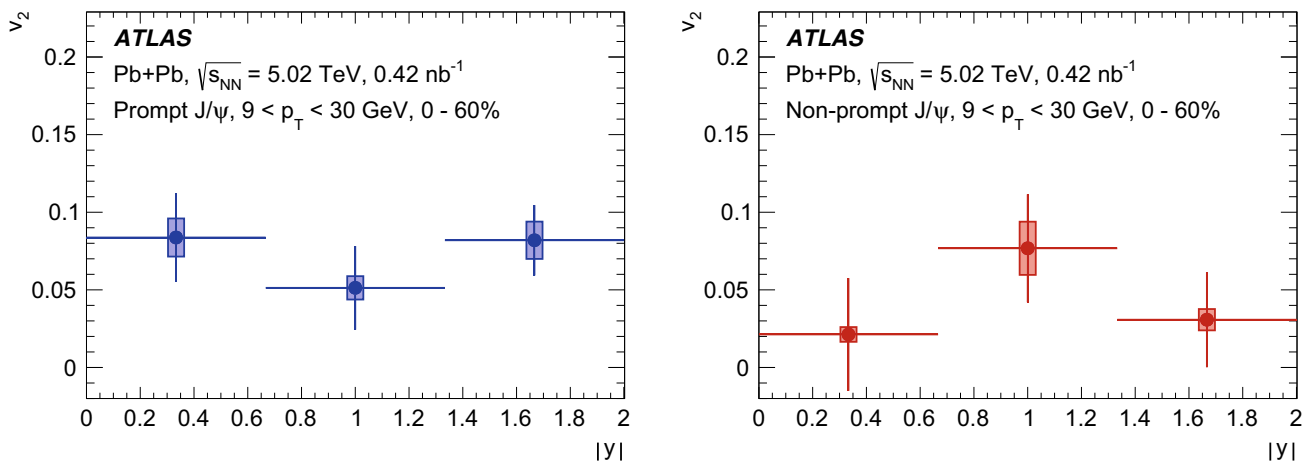 v₂
0.2
0.15
0.1
0.05
0
ATLAS
Pb+Pb, √sNN = 5.02 TeV, 0.42 nb⁻¹
Prompt J/ψ, 9 < pT < 30 GeV, 0 - 60%
0 0.2 0.4 0.6 0.8 1 1.2 1.4 1.6 1.8 2
|y|
v₂
0.2
0.15
0.1
0.05
0
ATLAS
Pb+Pb, √sNN = 5.02 TeV, 0.42 nb⁻¹
Non-prompt J/ψ, 9 < pT < 30 GeV, 0 - 60%
0 0.2 0.4 0.6 0.8 1 1.2 1.4 1.6 1.8 2
|y|